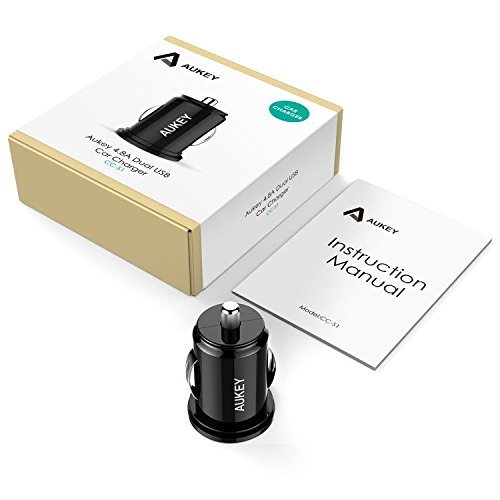 AUKEY
CAR
CHARGER
AUKEY
Aukey 4.8A Dual USB
Car Charger
CC-S1
Aukey 4.8A Dual USB
Car Charger
CC-S1
AUKEY
Instruction
Manual
Model:CC-S1
AUKEY